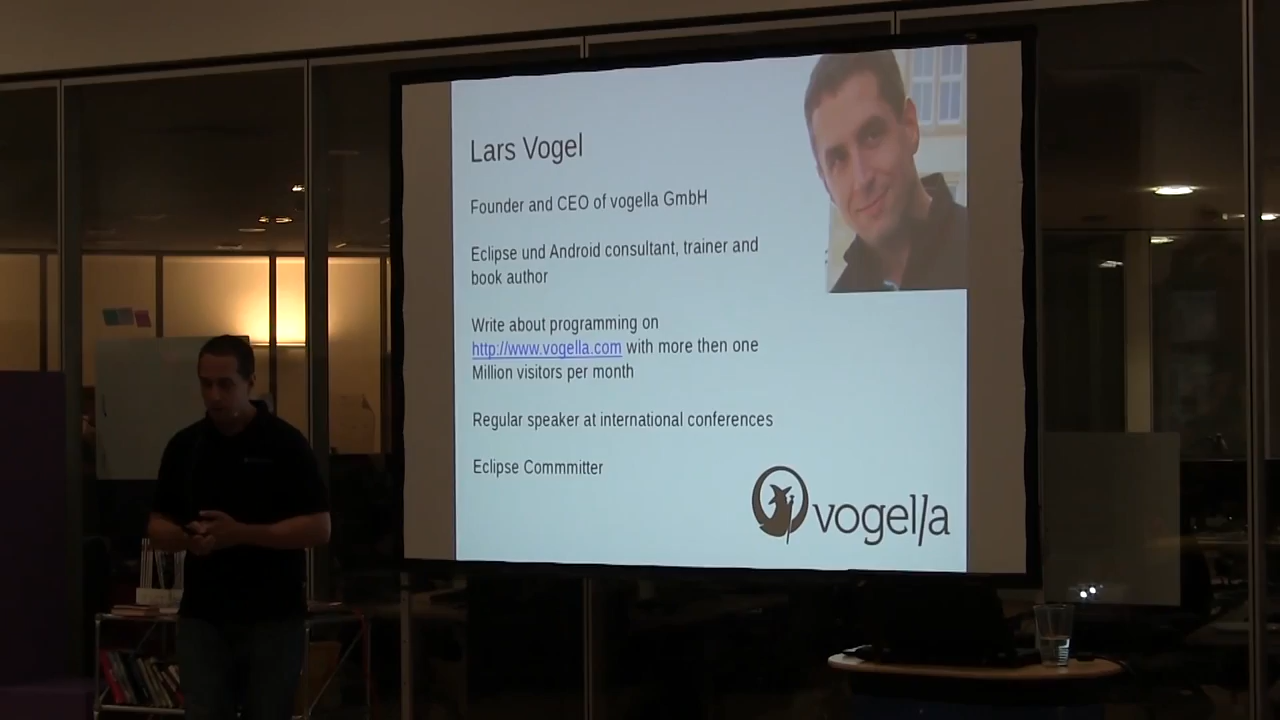 Lars Vogel
Founder and CEO of vogella GmbH
Eclipse und Android consultant, trainer and
book author
Write about programming on
http://www.vogella.com with more then one
Million visitors per month
Regular speaker at international conferences
Eclipse Commmitter
vogella